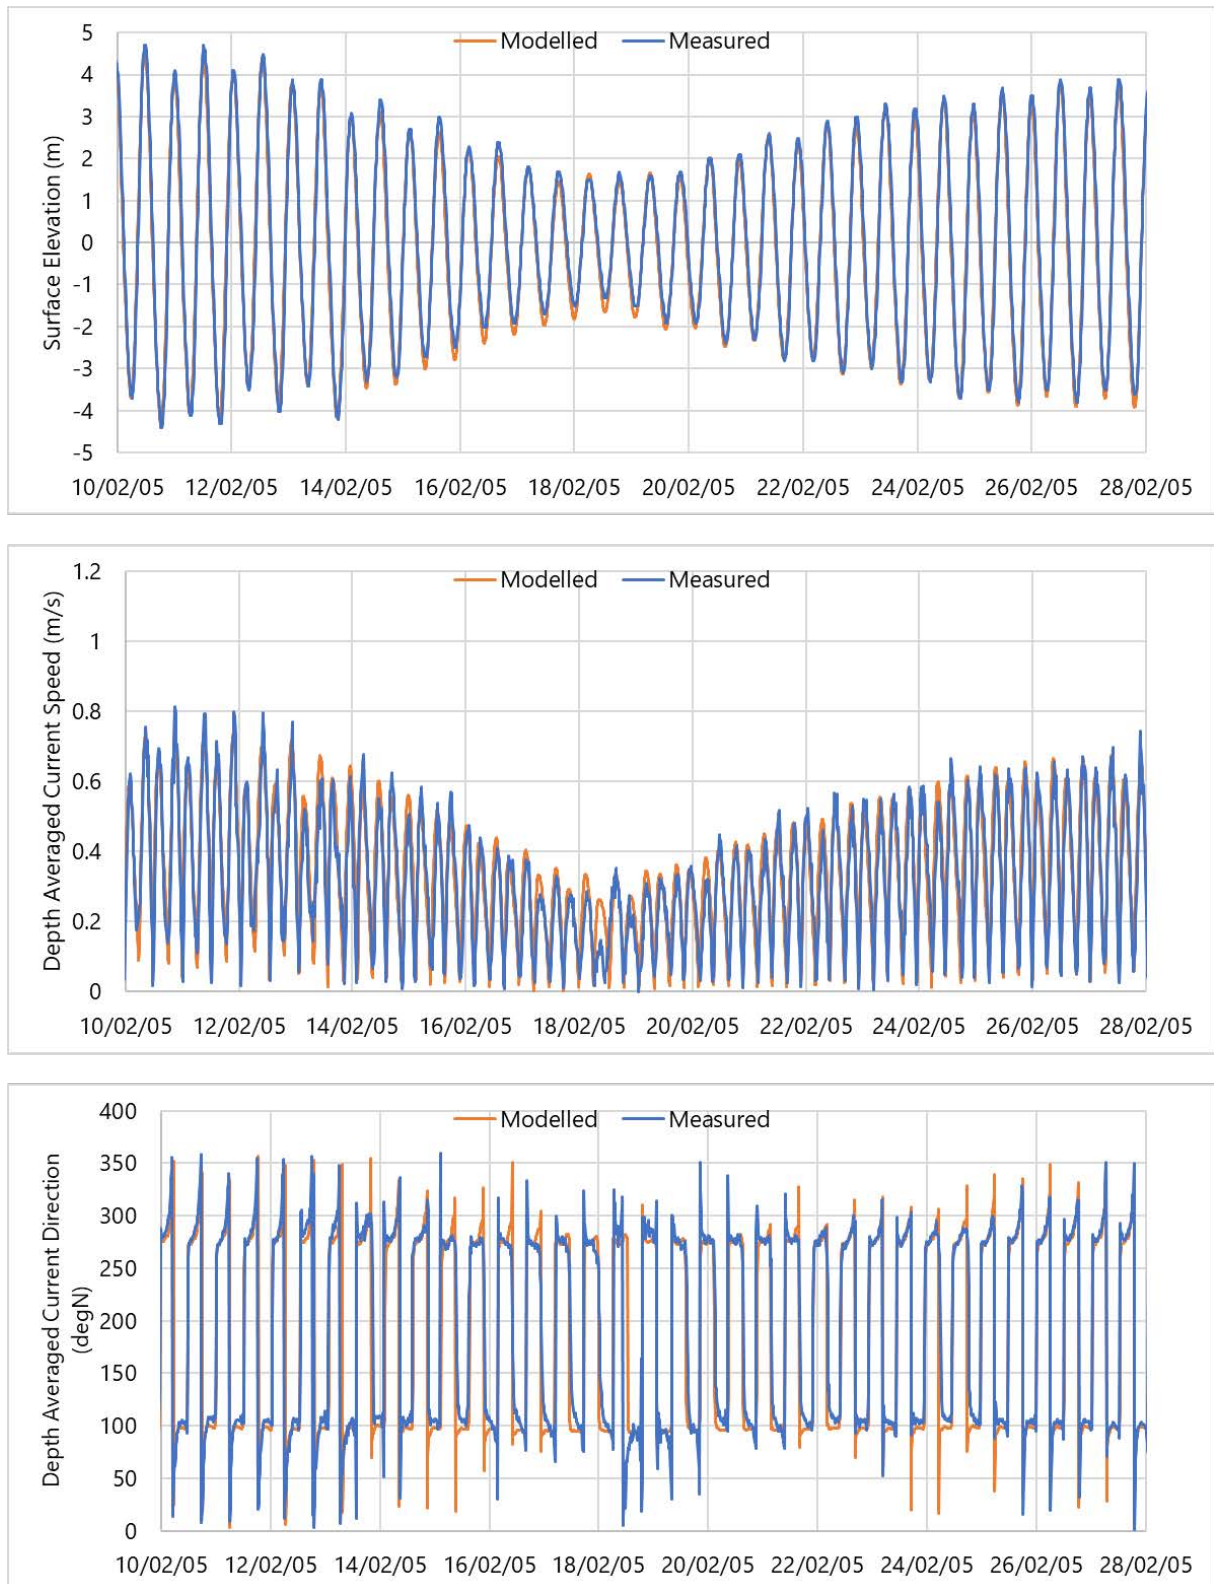 Modelled Measured
5
4
3
2
1
0
-1
-2
-3
-4
-5
Surface Elevation (m)
10/02/05 12/02/05 14/02/05 16/02/05 18/02/05 20/02/05 22/02/05 24/02/05 26/02/05 28/02/05
Modelled Measured
1.2
1
0.8
0.6
0.4
0.2
0
Depth Averaged Current Speed (m/s)
10/02/05 12/02/05 14/02/05 16/02/05 18/02/05 20/02/05 22/02/05 24/02/05 26/02/05 28/02/05
Modelled Measured
400
350
300
250
200
150
100
50
0
Depth Averaged Current Direction
(degN)
10/02/05 12/02/05 14/02/05 16/02/05 18/02/05 20/02/05 22/02/05 24/02/05 26/02/05 28/02/05